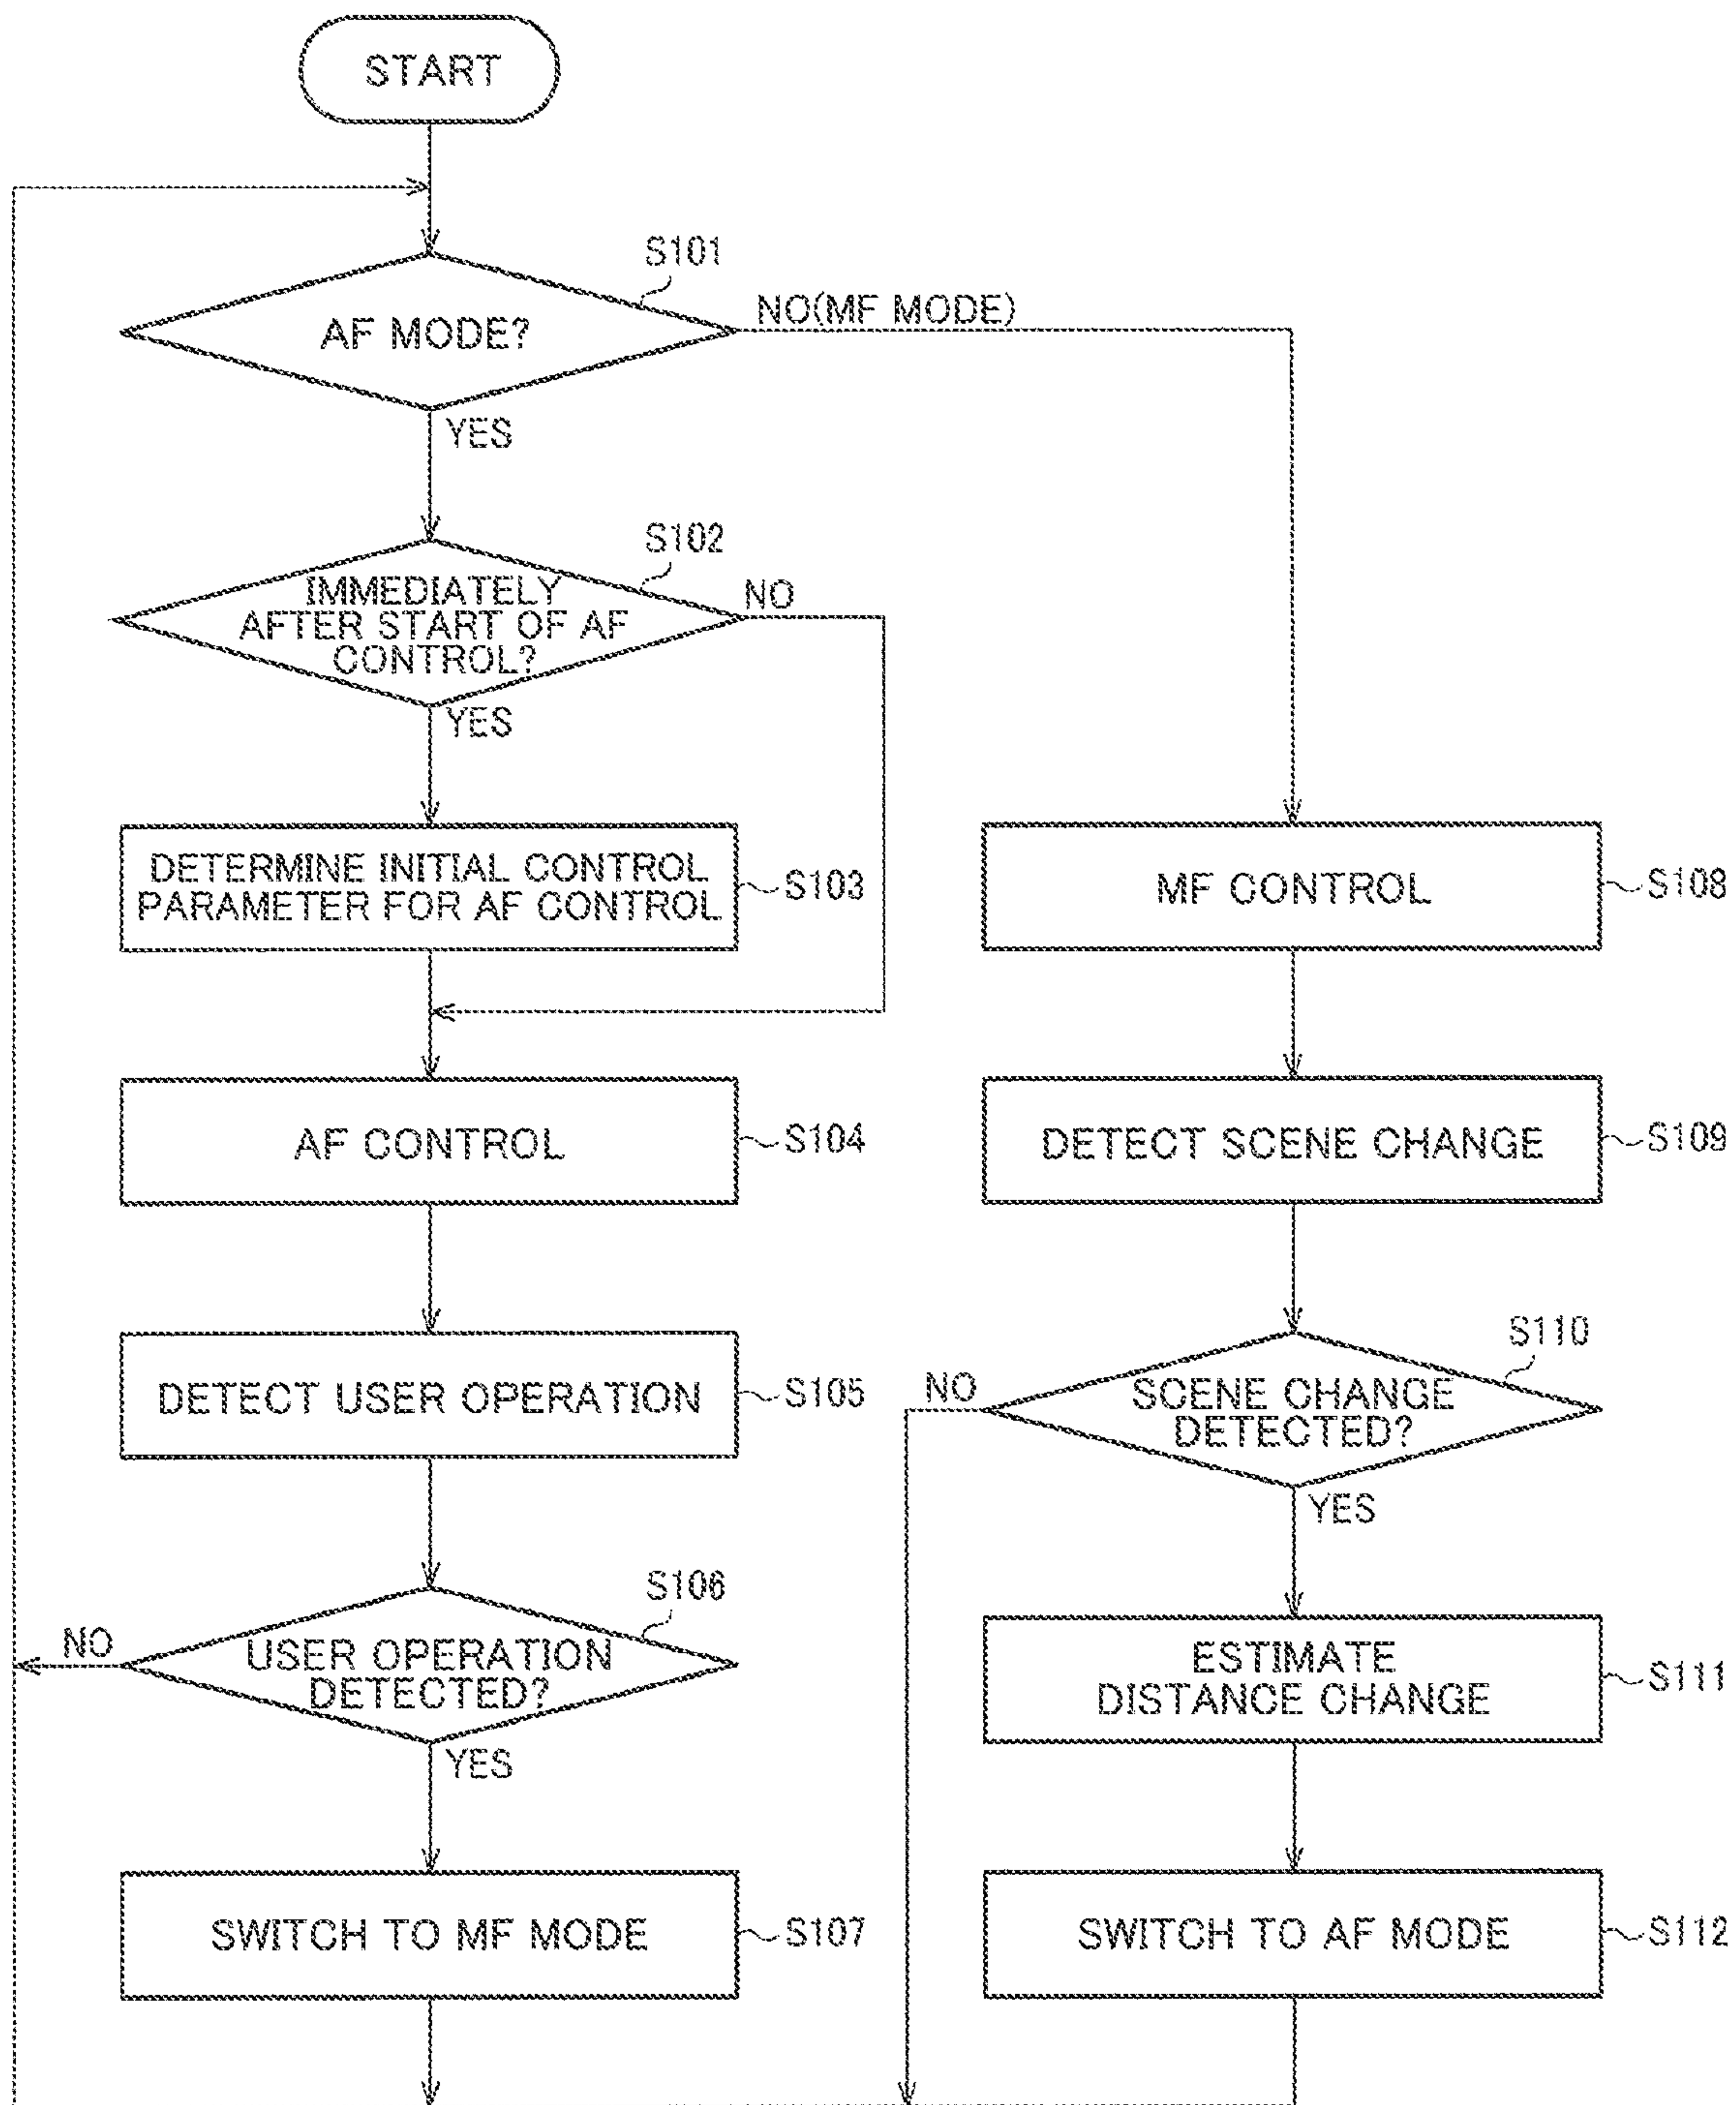 START
S101
AF MODE?
NO(MF MODE)
YES
S102
IMMEDIATELY
AFTER START OF AF
CONTROL?
NO
YES
DETERMINE INITIAL CONTROL
PARAMETER FOR AF CONTROL
S103
MF CONTROL
S108
AF CONTROL
S104
DETECT SCENE CHANGE
S109
DETECT USER OPERATION
S105
S110
SCENE CHANGE
DETECTED?
NO
YES
S106
USER OPERATION
DETECTED?
NO
YES
ESTIMATE
DISTANCE CHANGE
S111
SWITCH TO MF MODE
S107
SWITCH TO AF MODE
S112